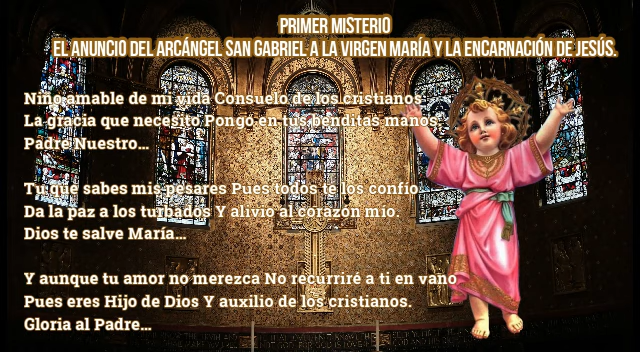 PRIMER MISTERIO
EL ANUNCIO DEL ARCÁNGEL SAN GABRIEL A LA VIRGEN MARÍA Y LA ENCARNACIÓN DE JESÚS.
Niño amable de mi vida Consuelo de los cristianos
La gracia que necesito Pongo en tus benditas manos.
Padre Nuestro...
Tú que sabes mis pesares Pues todos te los confío
Da la paz a los turbados Y alivio al corazón mío.
Dios te salve María...
Y aunque tu amor no merezca No recurriré a ti en vano
Pues eres Hijo de Dios Y auxilio de los cristianos.
Gloria al Padre...